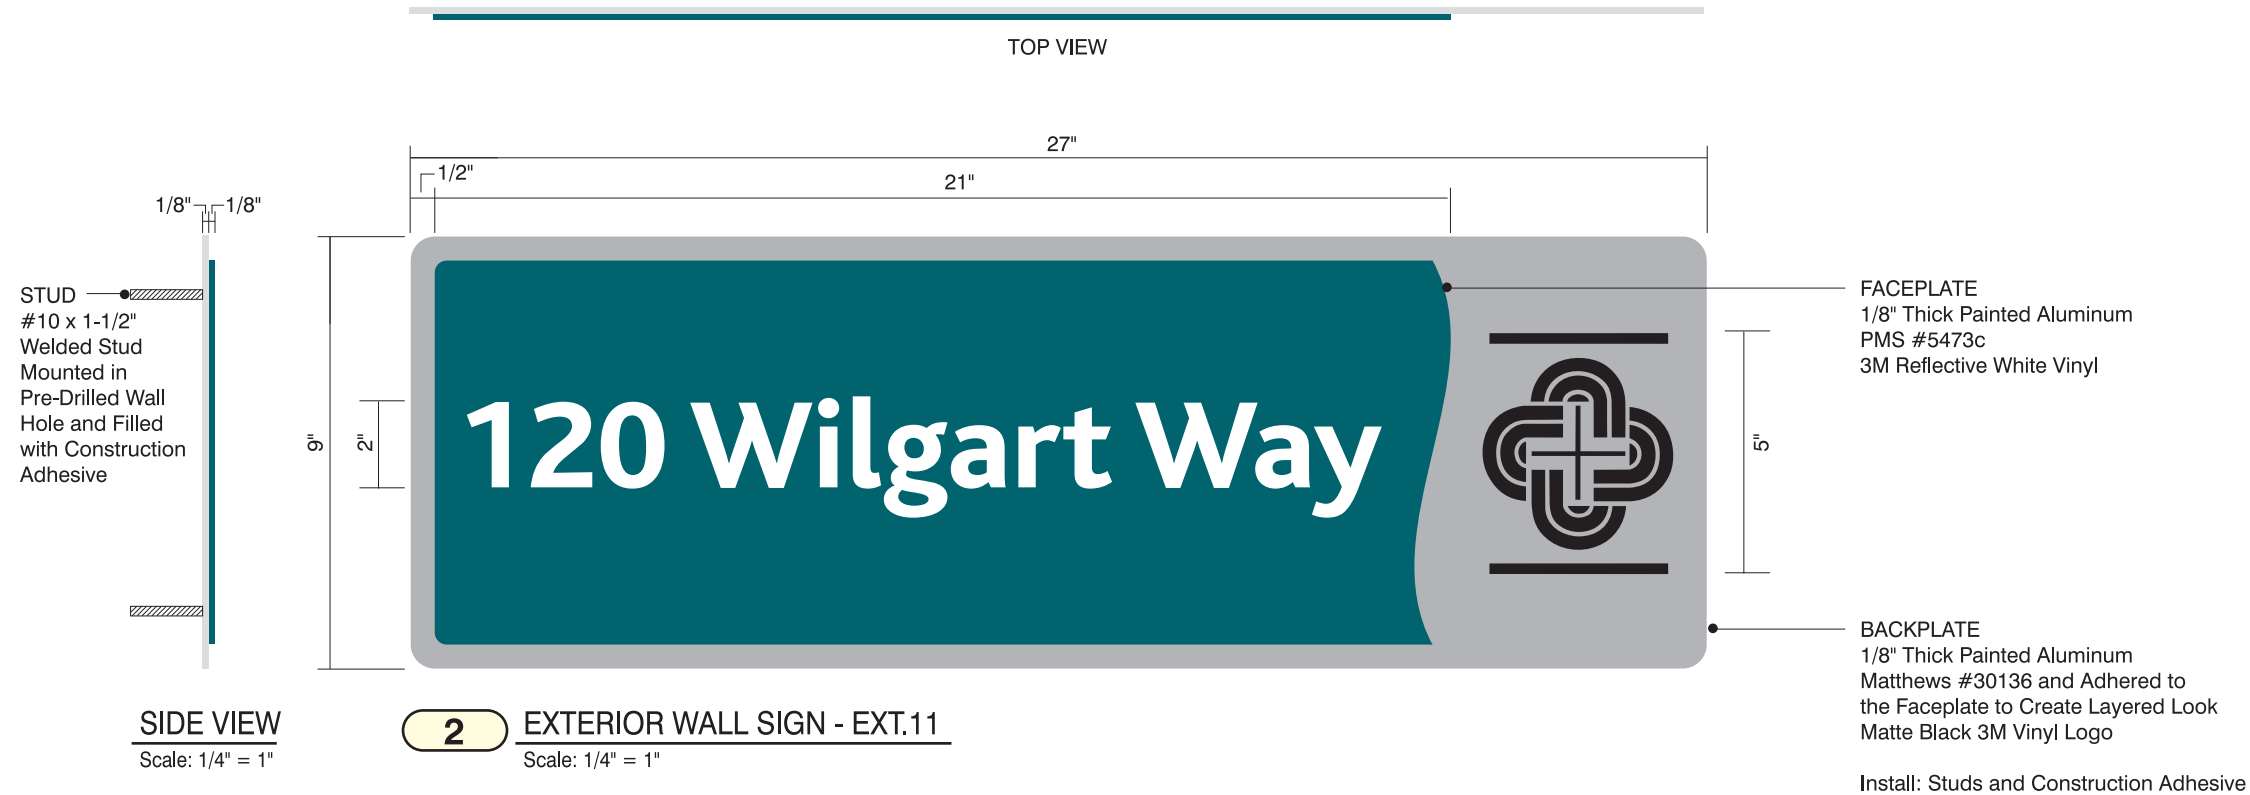 TOP VIEW
27"
1/2"
21"
1/8"
1/8"
STUD
#10 x 1-1/2"
Welded Stud
Mounted in
Pre-Drilled Wall
Hole and Filled
with Construction
Adhesive
9"
2"
120 Wilgart Way
5"
FACEPLATE
1/8" Thick Painted Aluminum
PMS #5473c
3M Reflective White Vinyl
BACKPLATE
1/8" Thick Painted Aluminum
Matthews #30136 and Adhered to
the Faceplate to Create Layered Look
Matte Black 3M Vinyl Logo
Install: Studs and Construction Adhesive
SIDE VIEW
Scale: 1/4" = 1"
2
EXTERIOR WALL SIGN - EXT.11
Scale: 1/4" = 1"